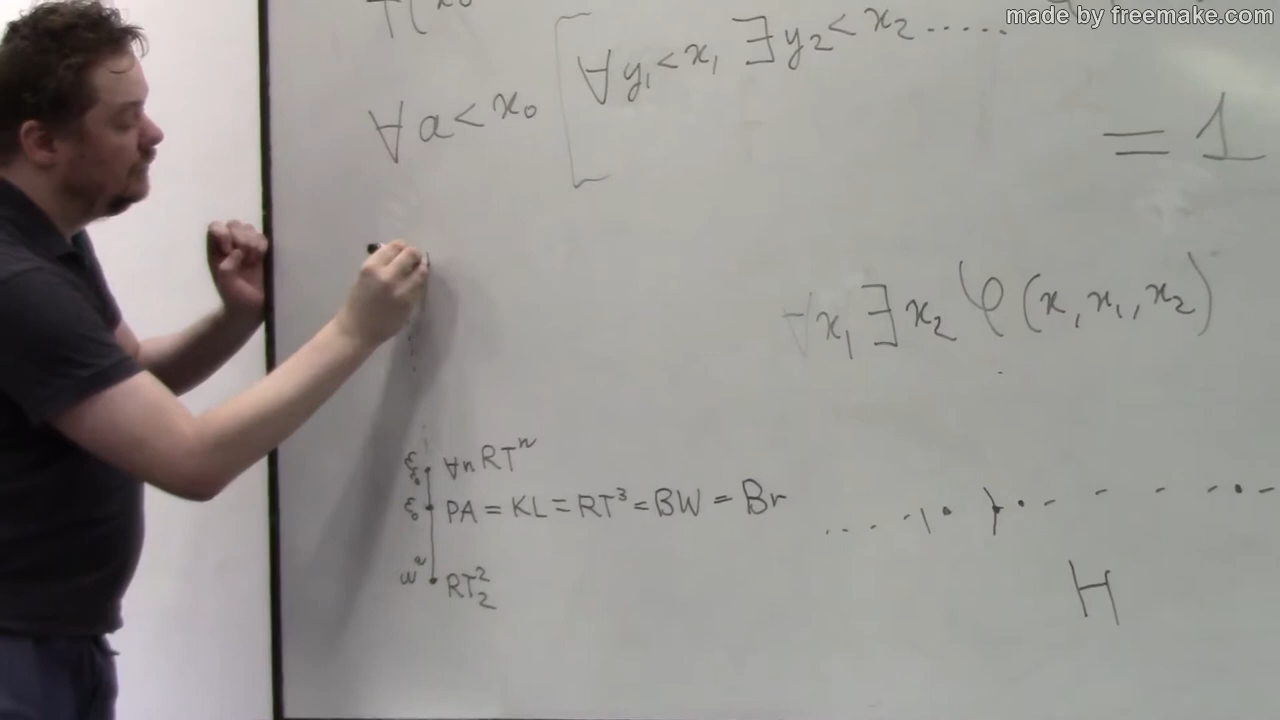 made by freemake.com
∀y₁<x₁ ∃y₂<x₂.....
∀a<x₀ [
= 1
∀x₁∃x₂ φ(x,x₁,x₂)
∀n RTⁿ
ε₀ PA = KL = RT³ = BW = Br
H
RT₂²